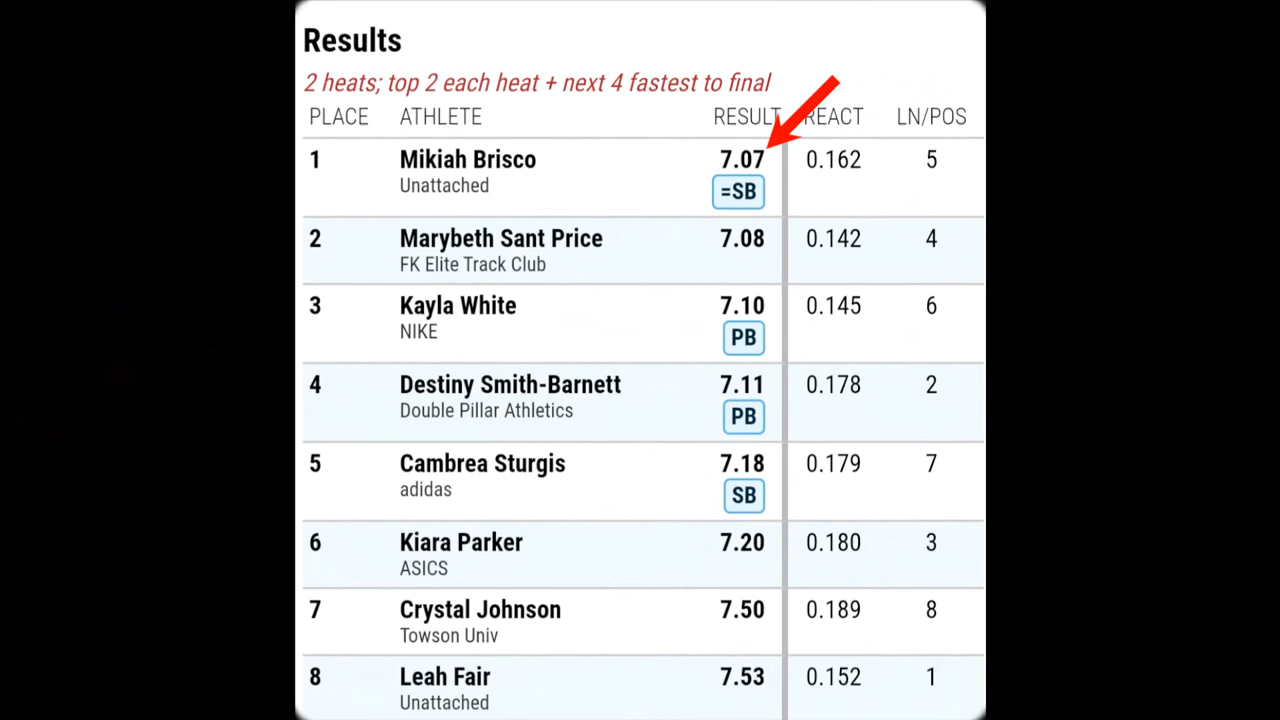 Results
2 heats; top 2 each heat + next 4 fastest to final
PLACE ATHLETE RESULT REACT LN/POS
1 Mikiah Brisco 7.07 0.162 5
Unattached =SB
2 Marybeth Sant Price 7.08 0.142 4
FK Elite Track Club
3 Kayla White 7.10 0.145 6
NIKE PB
4 Destiny Smith-Barnett 7.11 0.178 2
Double Pillar Athletics PB
5 Cambrea Sturgis 7.18 0.179 7
adidas SB
6 Kiara Parker 7.20 0.180 3
ASICS
7 Crystal Johnson 7.50 0.189 8
Towson Univ
8 Leah Fair 7.53 0.152 1
Unattached